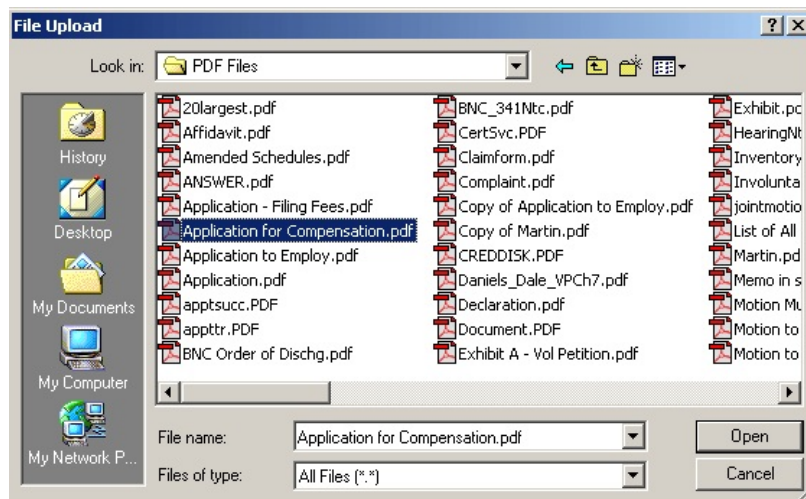 File Upload
Look in: PDF Files
History
Desktop
My Documents
My Computer
My Network P...
20largest.pdf
Affidavit.pdf
Amended Schedules.pdf
ANSWER.pdf
Application - Filing Fees.pdf
Application for Compensation.pdf
Application to Employ.pdf
Application.pdf
apptsucc.PDF
appttr.PDF
BNC Order of Dischg.pdf
BNC_341Ntc.pdf
CertSvc.PDF
Claimform.pdf
Complaint.pdf
Copy of Application to Employ.pdf
Copy of Martin.pdf
CREDDISK.PDF
Daniels_Dale_VPCh7.pdf
Declaration.pdf
Document.PDF
Exhibit A - Vol Petition.pdf
Exhibit.pd
HearingNt
Inventory
Involunta
jointmotio
List of All
Martin.pd
Memo in s
Motion Mu
Motion to
Motion to
File name: Application for Compensation.pdf Open
Files of type: All Files (*.*) Cancel